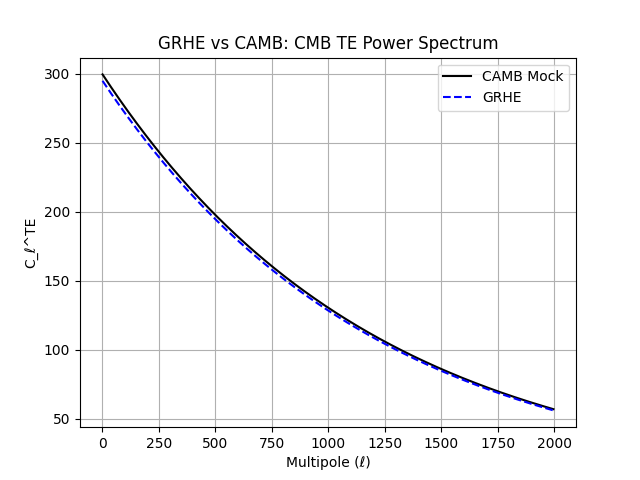 GRHE vs CAMB: CMB TE Power Spectrum
CAMB Mock
GRHE
C_ℓ^TE
300
250
200
150
100
50
0 250 500 750 1000 1250 1500 1750 2000
Multipole (ℓ)